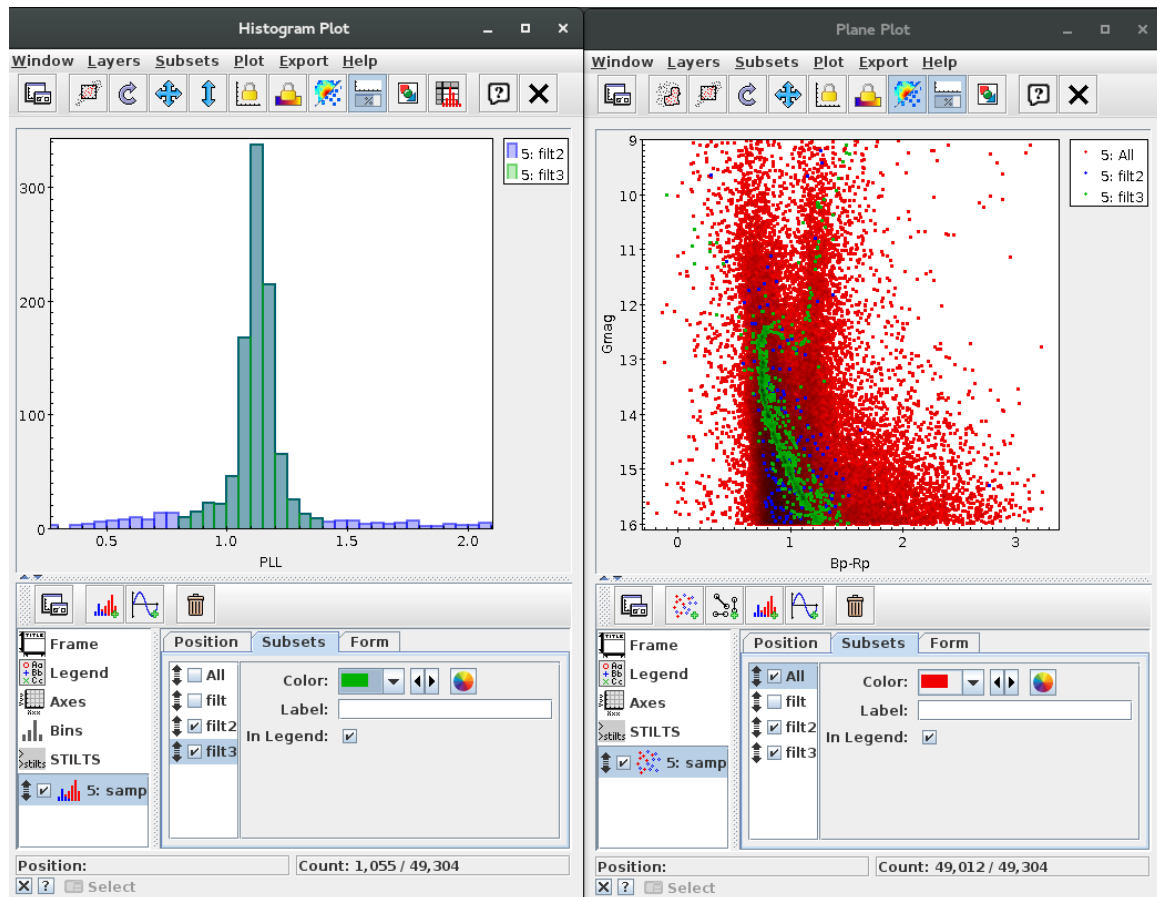 Histogram Plot
Window Layers Subsets Plot Export Help
300
200
100
0
0.5 1.0 1.5 2.0
PLL
5: filt2
5: filt3
Frame
Legend
Axes
Bins
STILTS
5: samp
Position Subsets Form
All
filt
filt2
filt3
Color:
Label:
In Legend:
Position:
Count: 1,055 / 49,304
Select
Plane Plot
Window Layers Subsets Plot Export Help
9
10
11
12
13
14
15
16
Gmag
0 1 2 3
Bp-Rp
5: All
5: filt2
5: filt3
Frame
Legend
Axes
STILTS
5: samp
Position Subsets Form
All
filt
filt2
filt3
Color:
Label:
In Legend:
Position:
Count: 49,012 / 49,304
Select